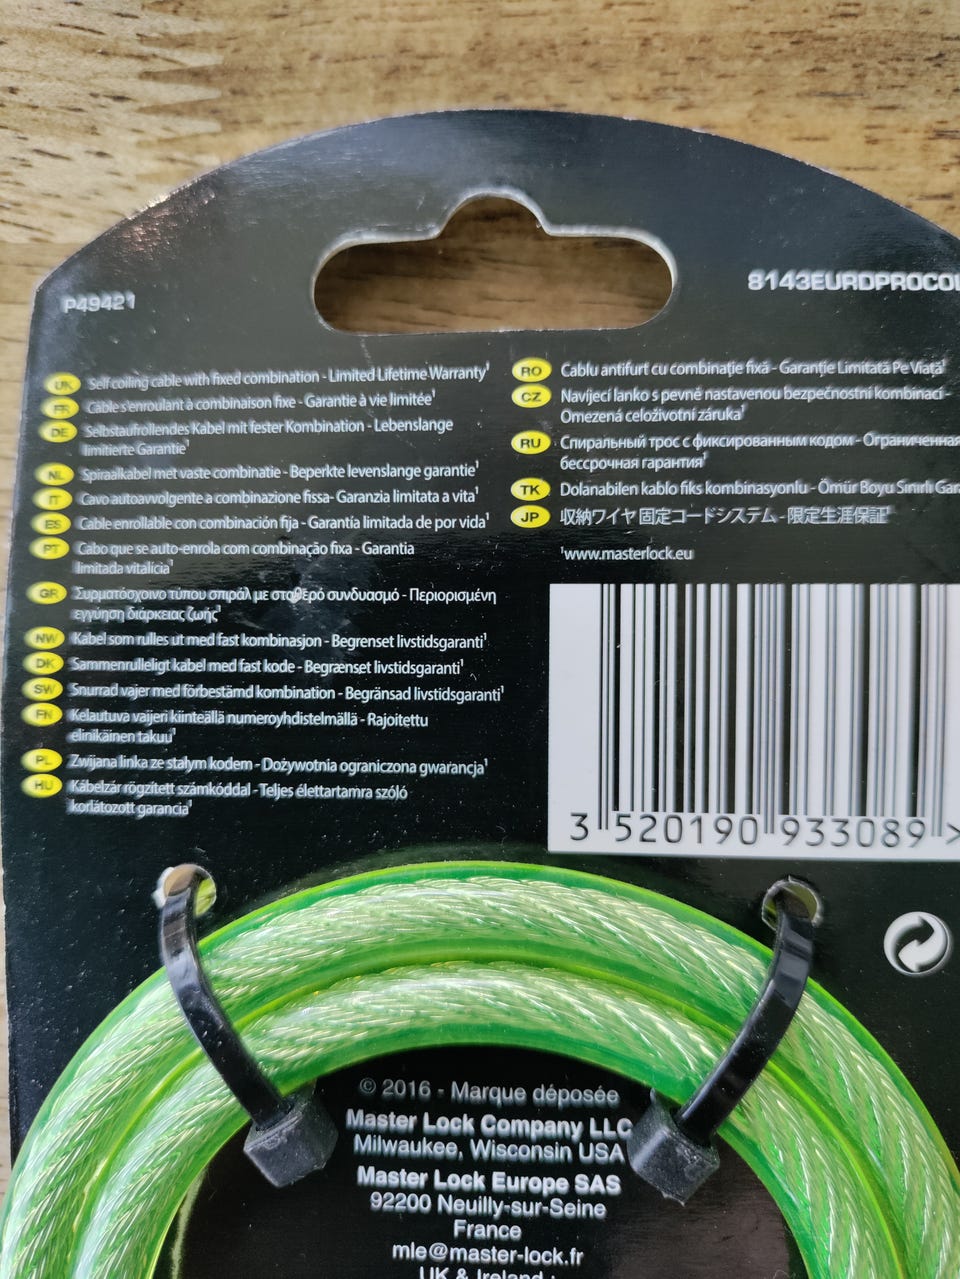 P49421
8143EURDPROCOL
UK Self coiling cable with fixed combination - Limited Lifetime Warranty¹
FR Câble s'enroulant à combinaison fixe - Garantie à vie limitée¹
DE Selbstaufrollendes Kabel mit fester Kombination - Lebenslange
limitierte Garantie¹
NL Spiraalkabel met vaste combinatie - Beperkte levenslange garantie¹
IT Cavo autoavvolgente a combinazione fissa- Garanzia limitata a vita¹
ES Cable enrollable con combinación fija - Garantía limitada de por vida¹
PT Cabo que se auto-enrola com combinação fixa - Garantia
limitada vitalícia¹
GR Συρματόσχοινο τύπου σπιράλ με σταθερό συνδυασμό - Περιορισμένη
εγγύηση διάρκειας ζωής¹
NW Kabel som rulles ut med fast kombinasjon - Begrenset livstidsgaranti¹
DK Sammenrulleligt kabel med fast kode - Begrænset livstidsgaranti¹
SW Snurrad vajer med förbestämd kombination - Begränsad livstidsgaranti¹
FN Kelautuva vaijeri kiinteällä numeroyhdistelmällä - Rajoitettu
elinikäinen takuu¹
PL Zwijana linka ze stałym kodem - Dożywotnia ograniczona gwarancja¹
HU Kábelzár rögzített számkóddal - Teljes élettartamra szóló
korlátozott garancia¹
RO Cablu antifurt cu combinaţie fixă - Garanţie Limitată Pe Viaţă¹
CZ Navíjecí lanko s pevně nastavenou bezpečnostní kombinací -
Omezená celoživotní záruka¹
RU Спиральный трос с фиксированным кодом - Ограниченная
бессрочная гарантия¹
TK Dolanabilen kablo fiks kombinasyonlu - Ömür Boyu Sınırlı Gar
JP 収納ワイヤ 固定コードシステム - 限定生涯保証¹
¹www.masterlock.eu
3 520190 933089 >
© 2016 - Marque déposée
Master Lock Company LLC
Milwaukee, Wisconsin USA
Master Lock Europe SAS
92200 Neuilly-sur-Seine
France
mle@master-lock.fr
UK & Ireland :